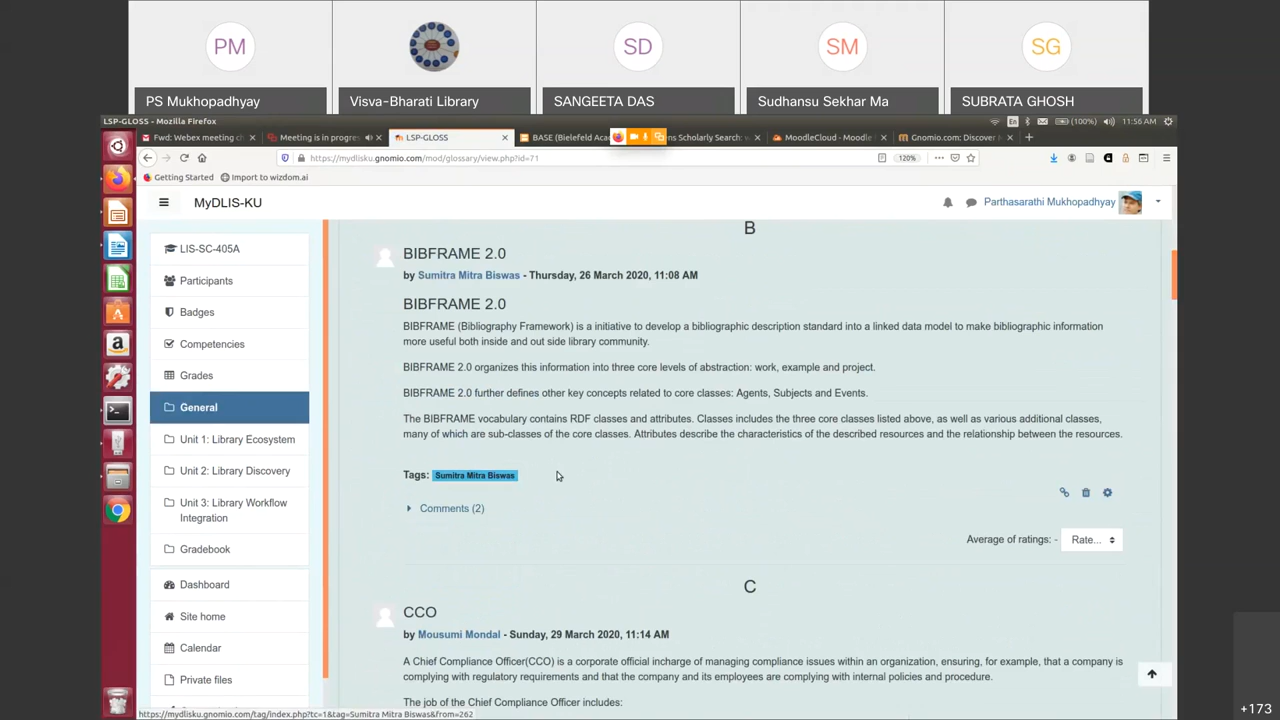 PM
SD
SM
SG
PS Mukhopadhyay
Visva-Bharati Library
SANGEETA DAS
Sudhansu Sekhar Ma
SUBRATA GHOSH
LSP-GLOSS - Mozilla Firefox
En
(100%)
11:56 AM
Fwd: Webex meeting c
Meeting is in progre
LSP-GLOSS
BASE (Bielefeld Aca
ns Scholarly Search: w
MoodleCloud - Moodle
Gnomio.com: Discover M
https://mydlisku.gnomio.com/mod/glossary/view.php?id=71
120%
Getting Started
Import to wizdom.ai
MyDLIS-KU
Parthasarathi Mukhopadhyay
LIS-SC-405A
Participants
Badges
Competencies
Grades
General
Unit 1: Library Ecosystem
Unit 2: Library Discovery
Unit 3: Library Workflow
Integration
Gradebook
Dashboard
Site home
Calendar
Private files
B
BIBFRAME 2.0
by Sumitra Mitra Biswas - Thursday, 26 March 2020, 11:08 AM
BIBFRAME 2.0
BIBFRAME (Bibliography Framework) is a initiative to develop a bibliographic description standard into a linked data model to make bibliographic information
more useful both inside and out side library community.
BIBFRAME 2.0 organizes this information into three core levels of abstraction: work, example and project.
BIBFRAME 2.0 further defines other key concepts related to core classes: Agents, Subjects and Events.
The BIBFRAME vocabulary contains RDF classes and attributes. Classes includes the three core classes listed above, as well as various additional classes,
many of which are sub-classes of the core classes. Attributes describe the characteristics of the described resources and the relationship between the resources.
Tags: Sumitra Mitra Biswas
Comments (2)
Average of ratings: - Rate...
C
CCO
by Mousumi Mondal - Sunday, 29 March 2020, 11:14 AM
A Chief Compliance Officer(CCO) is a corporate official incharge of managing compliance issues within an organization, ensuring, for example, that a company is
complying with regulatory requirements and that the company and its employees are complying with internal policies and procedure.
The job of the Chief Compliance Officer includes:
https://mydlisku.gnomio.com/tag/index.php?tc=1&tag=Sumitra Mitra Biswas&from=262
+173